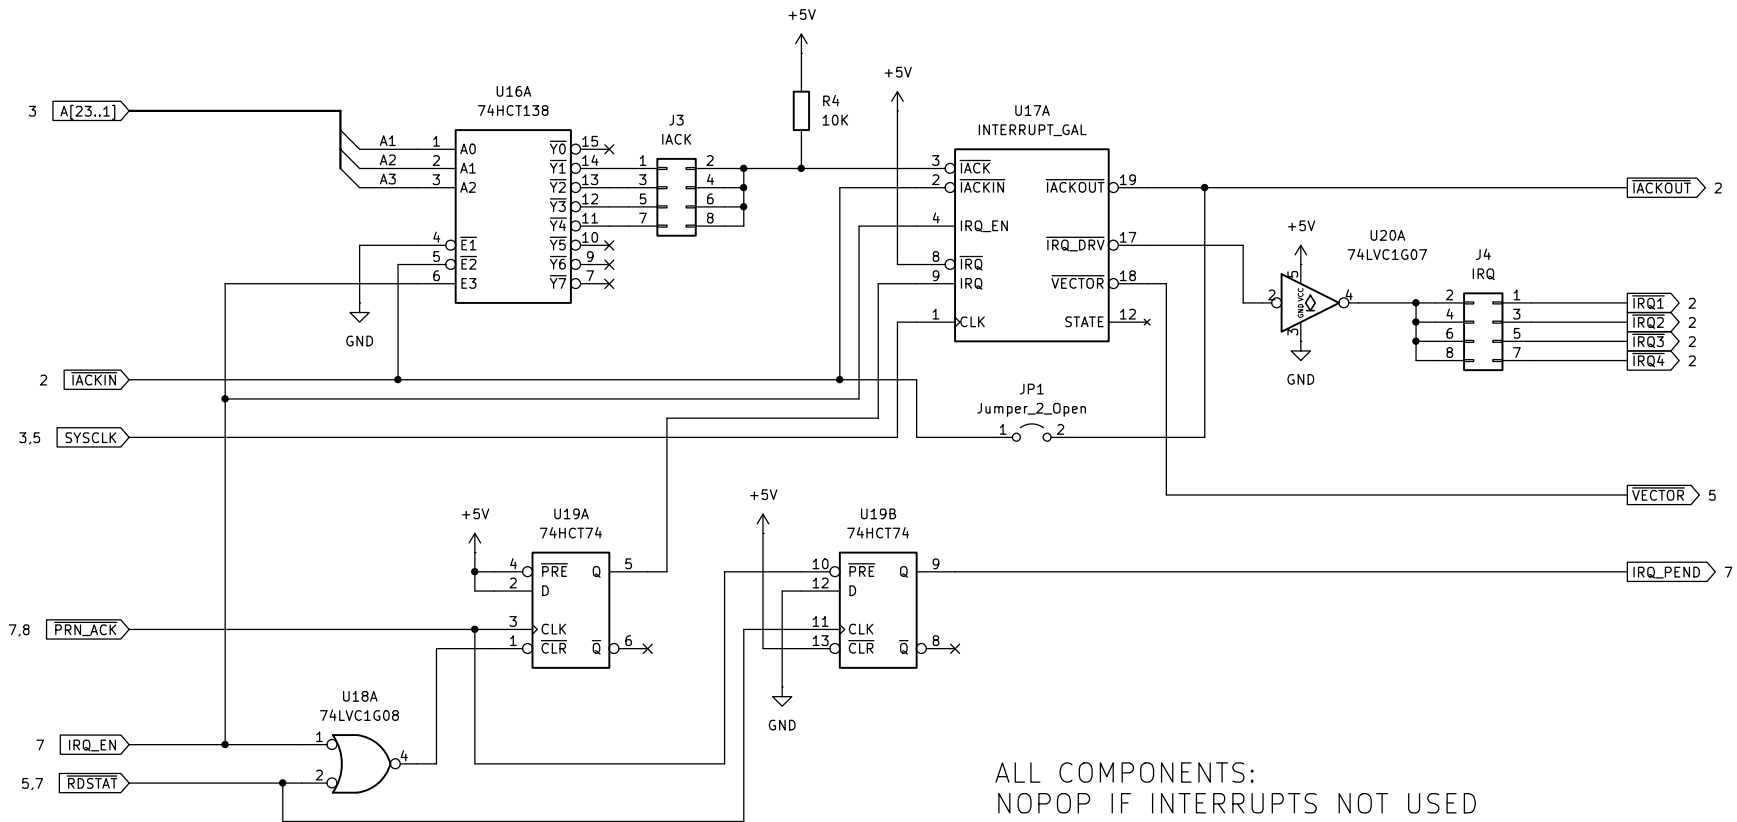 +5V
+5V
U16A
74HCT138
R4
10K
J3
IACK
U17A
INTERRUPT_GAL
3 A[23..1]
A1 1 A0 Y0 15
A2 2 A1 Y1 14 1 2 3 IACK
A3 3 A2 Y2 13 3 4 2 IACKIN IACKOUT 19 IACKOUT 2
Y3 12 5 6
Y4 11 7 8 4 IRQ_EN
4 E1 Y5 10 IRQ_DRV 17
5 E2 Y6 9 8 IRQ
6 E3 Y7 7 9 IRQ VECTOR 18
1 CLK STATE 12
+5V
U20A
74LVC1G07
J4
IRQ
5
VCC
2 4
GND
3
GND
2 1 IRQ1 2
4 3 IRQ2 2
6 5 IRQ3 2
8 7 IRQ4 2
GND
2 IACKIN
JP1
Jumper_2_Open
1 2
3,5 SYSCLK
VECTOR 5
+5V
U19A
74HCT74
+5V
U19B
74HCT74
4 PRE Q 5
2 D
3 CLK
1 CLR Q 6
10 PRE Q 9
12 D
11 CLK
13 CLR Q 8
IRQ_PEND 7
7,8 PRN_ACK
GND
U18A
74LVC1G08
7 IRQ_EN 1
4
5,7 RDSTAT 2
ALL COMPONENTS:
NOPOP IF INTERRUPTS NOT USED